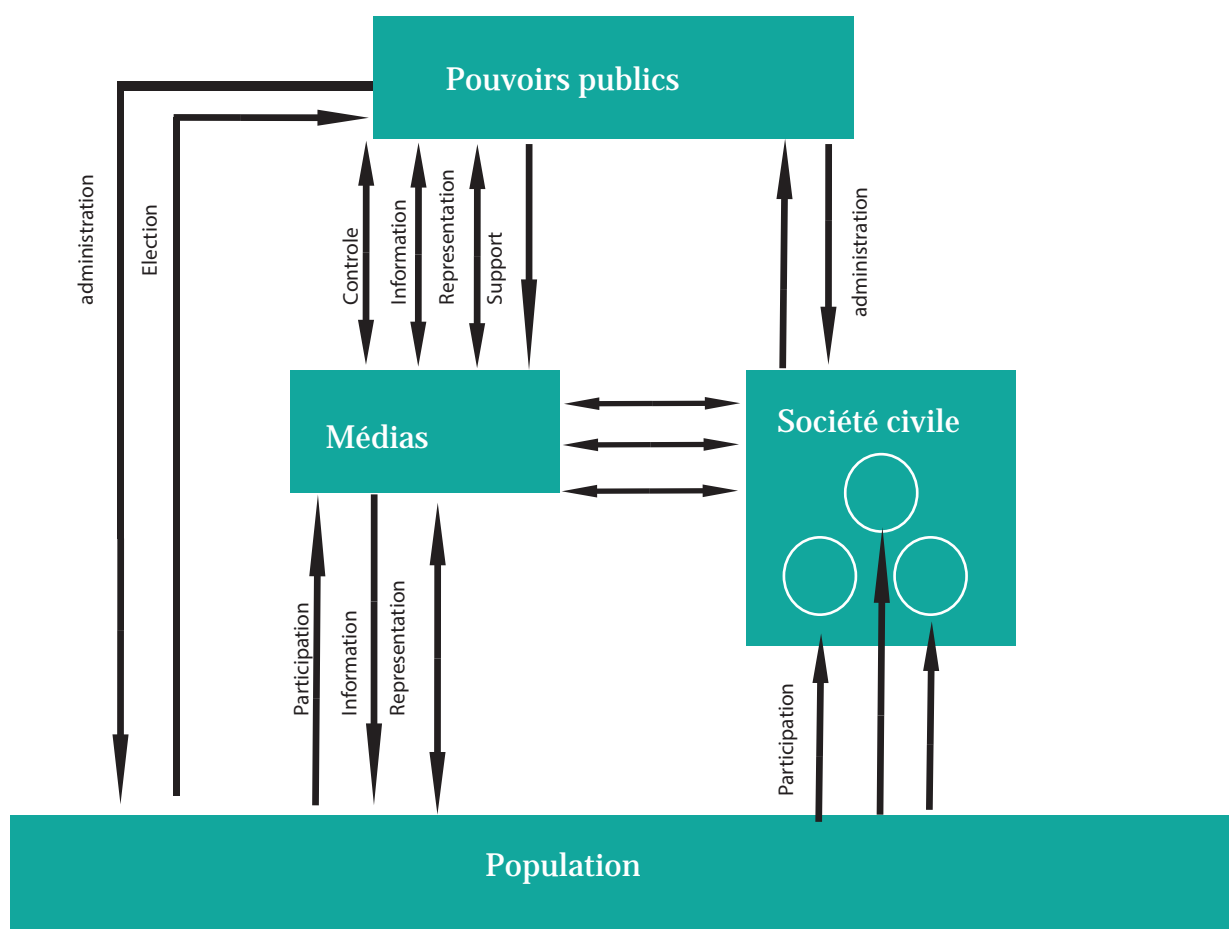 Pouvoirs publics
administration
Election
Controle
Information
Representation
Support
administration
Médias
Société civile
Participation
Information
Representation
Participation
Population